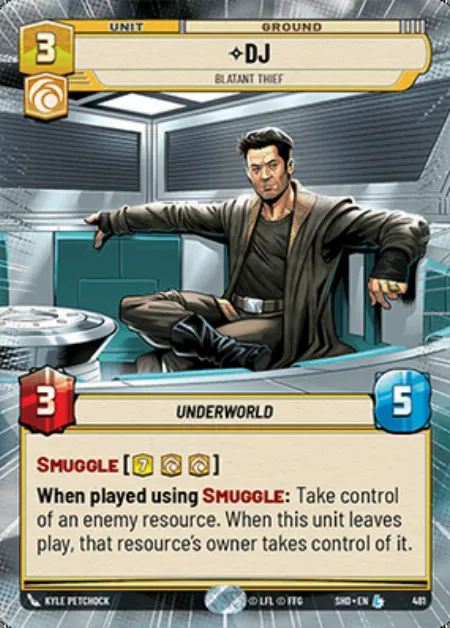 3
UNIT
GROUND
DJ
BLATANT THIEF
3
UNDERWORLD
5
SMUGGLE [7]
When played using SMUGGLE: Take control
of an enemy resource. When this unit leaves
play, that resource's owner takes control of it.
KYLE PETCHOCK
© LFL © FFG
SHD • EN
L
481